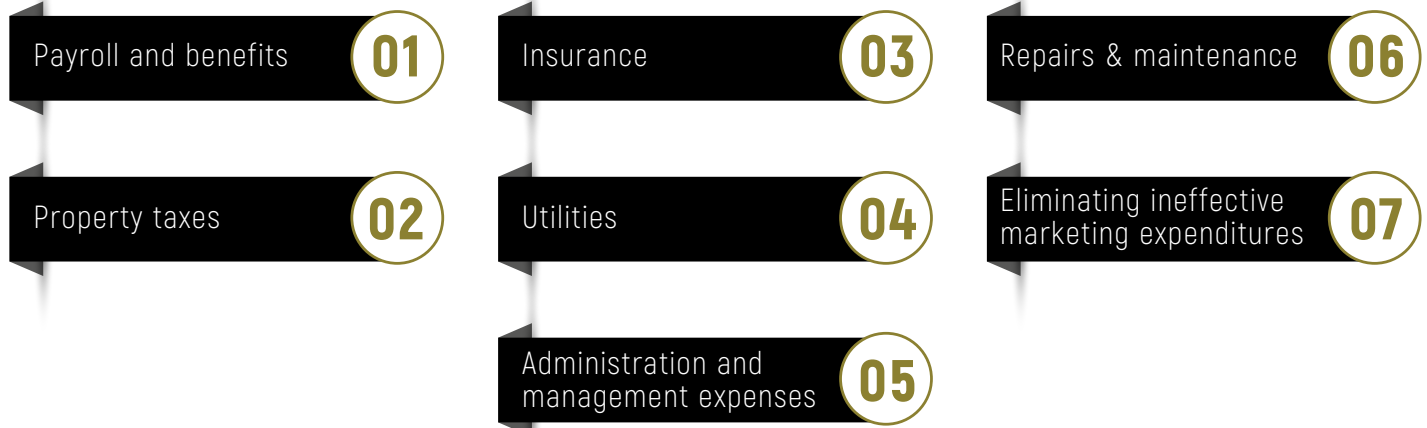 Payroll and benefits
01
Property taxes
02
Insurance
03
Utilities
04
Administration and
management expenses
05
Repairs & maintenance
06
Eliminating ineffective
marketing expenditures
07